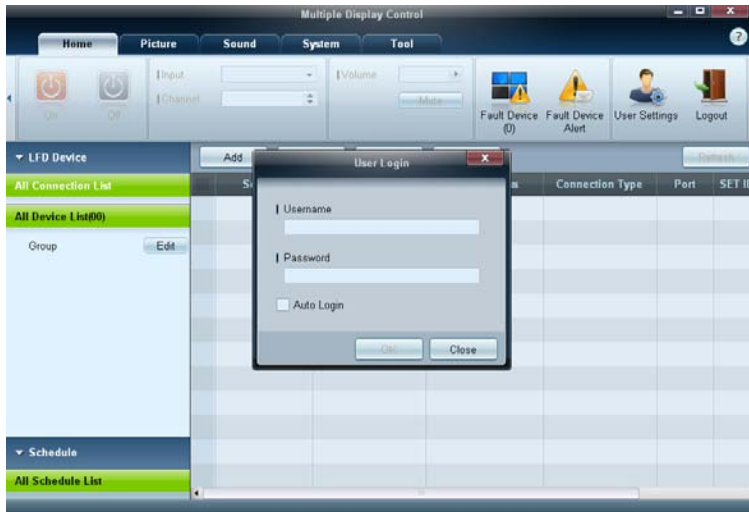 Multiple Display Control
Home Picture Sound System Tool
Input
Channel
Volume
Mute
On Off
Fault Device (0)
Fault Device Alert
User Settings
Logout
LFD Device
All Connection List
All Device List(00)
Group Edit
Add
Refresh
Connection Type Port SET I
User Login
Username
Password
Auto Login
OK Close
Schedule
All Schedule List